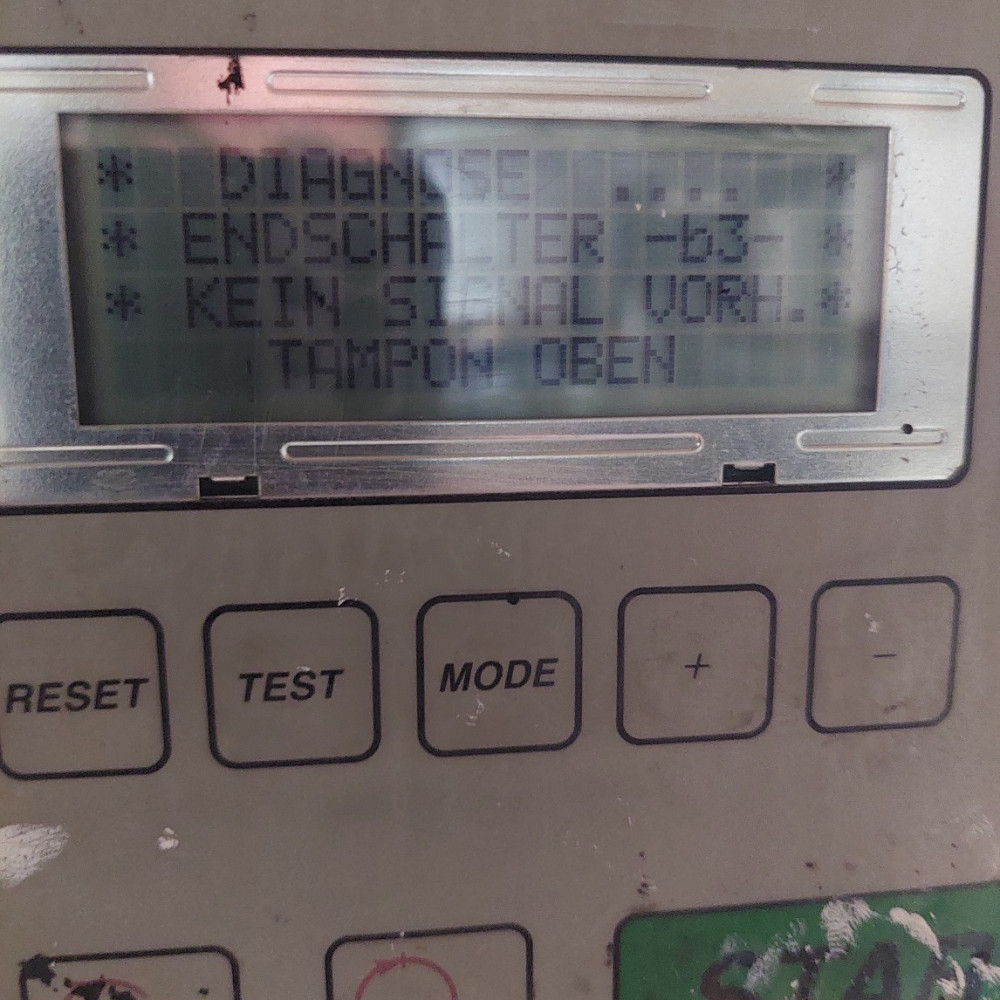 * DIAGNOSE .... *
* ENDSCHALTER -b3- *
* KEIN SIGNAL VORH.*
TAMPON OBEN
RESET TEST MODE + -